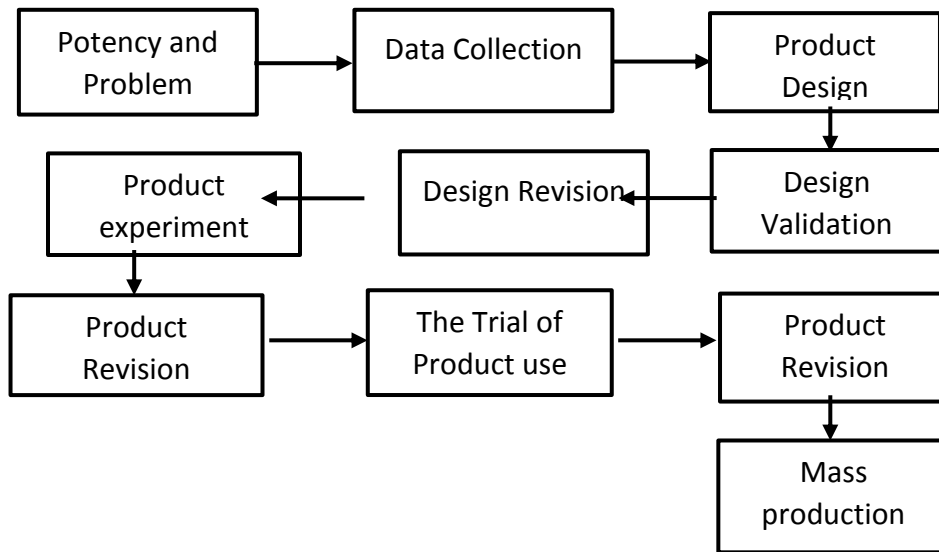 Potency and
Problem
Data Collection
Product
Design
Design
Validation
Design Revision
Product
experiment
Product
Revision
The Trial of
Product use
Product
Revision
Mass
production